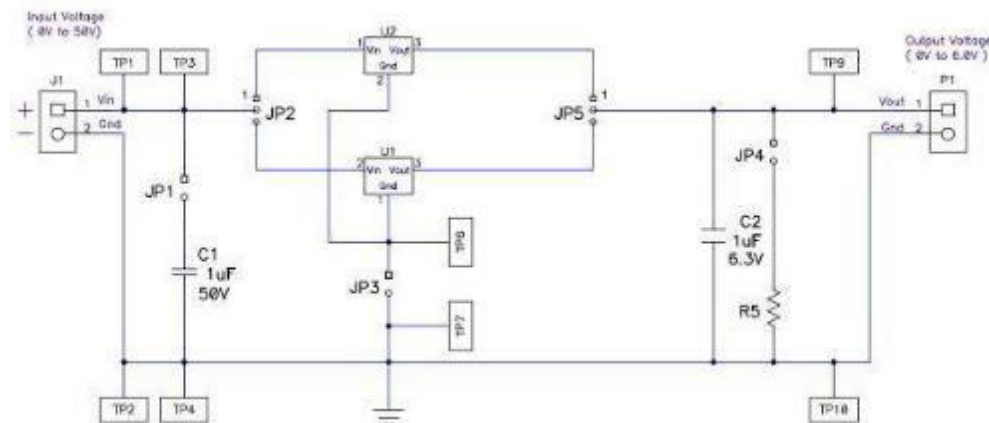 Input Voltage
( 0V to 50V)
TP1
TP3
J1
+
1
Vin
−
2
Gnd
JP1
C1
1uF
50V
TP2
TP4
1
JP2
U2
1
Vin Vout
3
Gnd
2
U1
2
Vin Vout
3
Gnd
1
JP3
TP7
1
JP5
TP9
Output Voltage
( 0V to 6.0V)
P1
Vout
1
Gnd
2
JP4
C2
1uF
6.3V
R5
TP10